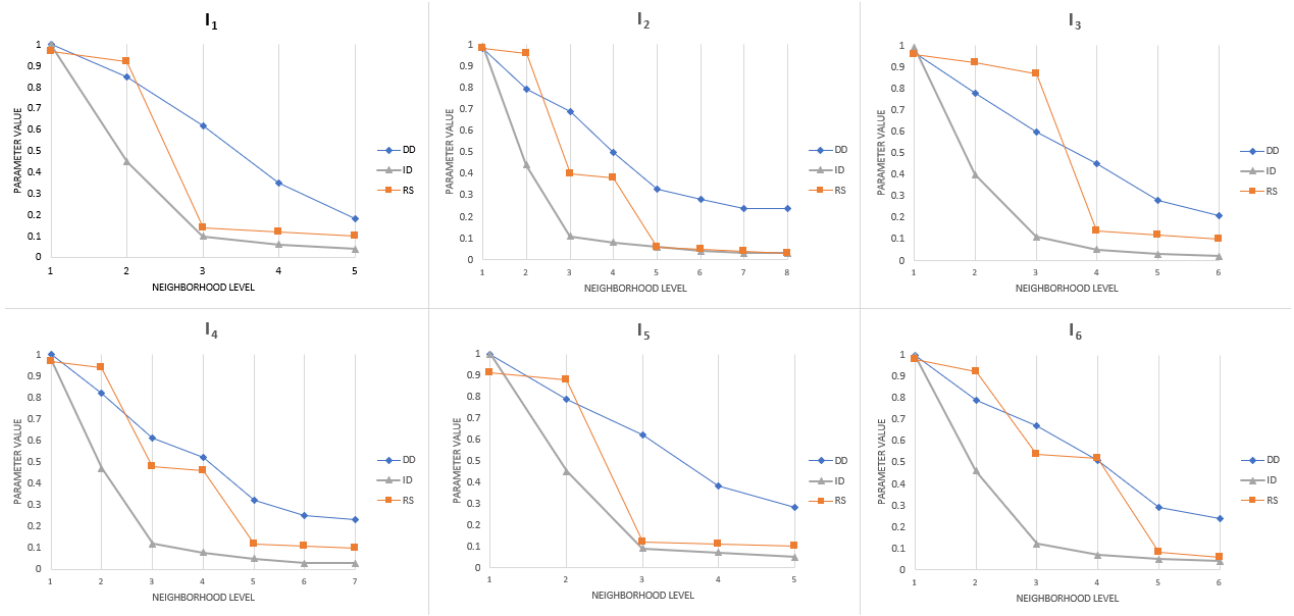 I1
1
0.9
0.8
0.7
0.6
0.5
0.4
0.3
0.2
0.1
0
PARAMETER VALUE
1 2 3 4 5
NEIGHBORHOOD LEVEL
DD
ID
RS
I2
1
0.9
0.8
0.7
0.6
0.5
0.4
0.3
0.2
0.1
0
PARAMETER VALUE
1 2 3 4 5 6 7 8
NEIGHBORHOOD LEVEL
DD
ID
RS
I3
1
0.9
0.8
0.7
0.6
0.5
0.4
0.3
0.2
0.1
0
PARAMETER VALUE
1 2 3 4 5 6
NEIGHBORHOOD LEVEL
DD
ID
RS
I4
1
0.9
0.8
0.7
0.6
0.5
0.4
0.3
0.2
0.1
0
PARAMETER VALUE
1 2 3 4 5 6 7
NEIGHBORHOOD LEVEL
DD
ID
RS
I5
1
0.9
0.8
0.7
0.6
0.5
0.4
0.3
0.2
0.1
0
PARAMETER VALUE
1 2 3 4 5
NEIGHBORHOOD LEVEL
DD
ID
RS
I6
1
0.9
0.8
0.7
0.6
0.5
0.4
0.3
0.2
0.1
0
PARAMETER VALUE
1 2 3 4 5 6
NEIGHBORHOOD LEVEL
DD
ID
RS